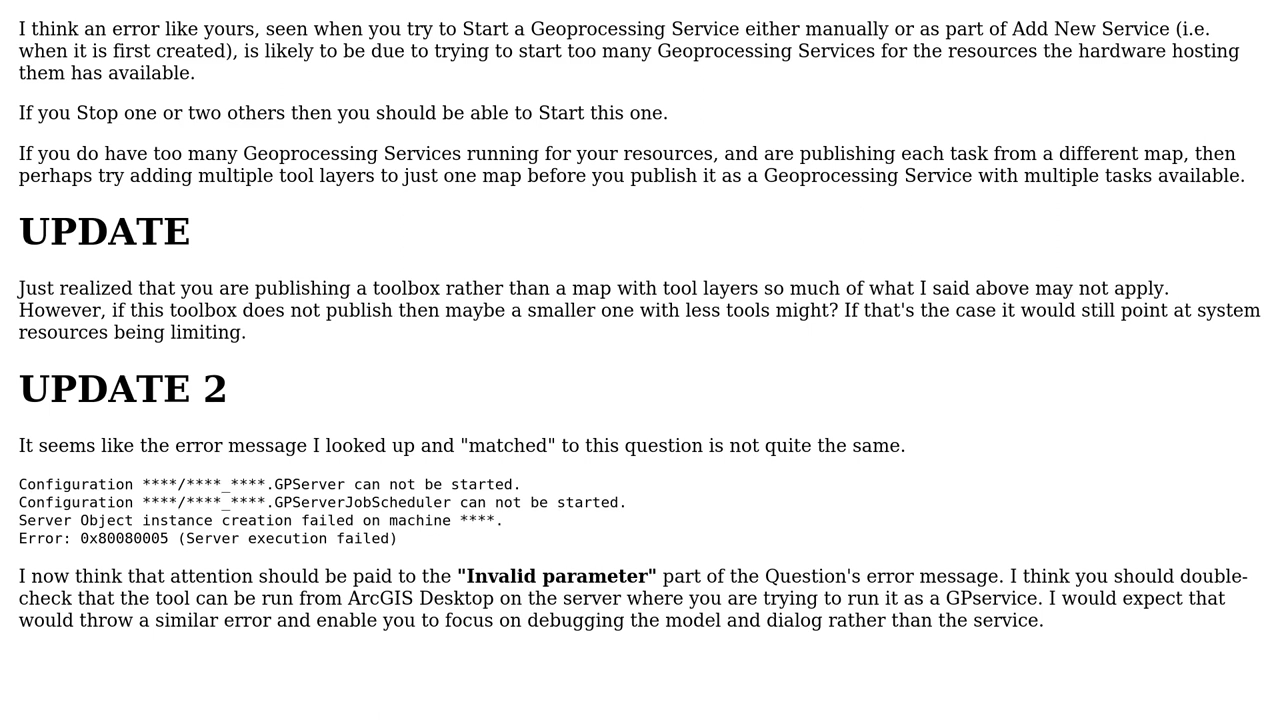 I think an error like yours, seen when you try to Start a Geoprocessing Service either manually or as part of Add New Service (i.e.
when it is first created), is likely to be due to trying to start too many Geoprocessing Services for the resources the hardware hosting
them has available.
If you Stop one or two others then you should be able to Start this one.
If you do have too many Geoprocessing Services running for your resources, and are publishing each task from a different map, then
perhaps try adding multiple tool layers to just one map before you publish it as a Geoprocessing Service with multiple tasks available.
UPDATE
Just realized that you are publishing a toolbox rather than a map with tool layers so much of what I said above may not apply.
However, if this toolbox does not publish then maybe a smaller one with less tools might? If that's the case it would still point at system
resources being limiting.
UPDATE 2
It seems like the error message I looked up and "matched" to this question is not quite the same.
Configuration ****/****_****.GPServer can not be started.
Configuration ****/****_****.GPServerJobScheduler can not be started.
Server Object instance creation failed on machine ****.
Error: 0x80080005 (Server execution failed)
I now think that attention should be paid to the "Invalid parameter" part of the Question's error message. I think you should double-
check that the tool can be run from ArcGIS Desktop on the server where you are trying to run it as a GPservice. I would expect that
would throw a similar error and enable you to focus on debugging the model and dialog rather than the service.